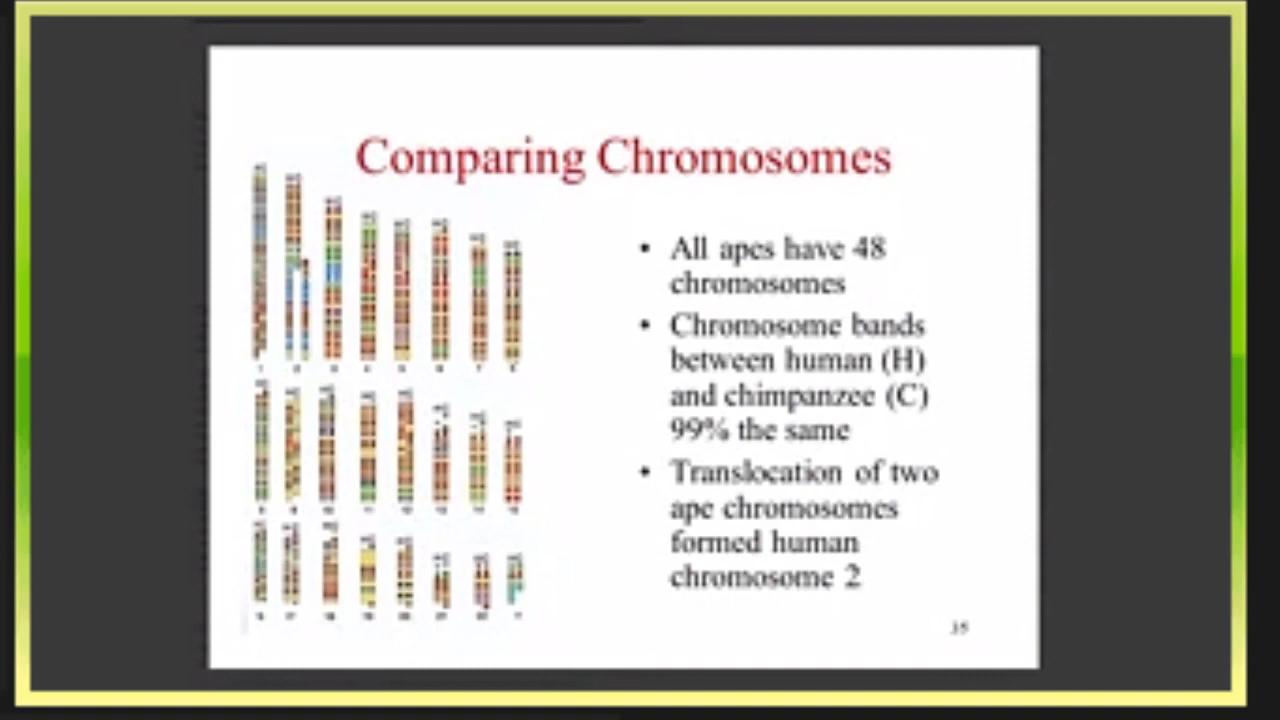 Comparing Chromosomes
• All apes have 48
chromosomes
• Chromosome bands
between human (H)
and chimpanzee (C)
99% the same
• Translocation of two
ape chromosomes
formed human
chromosome 2